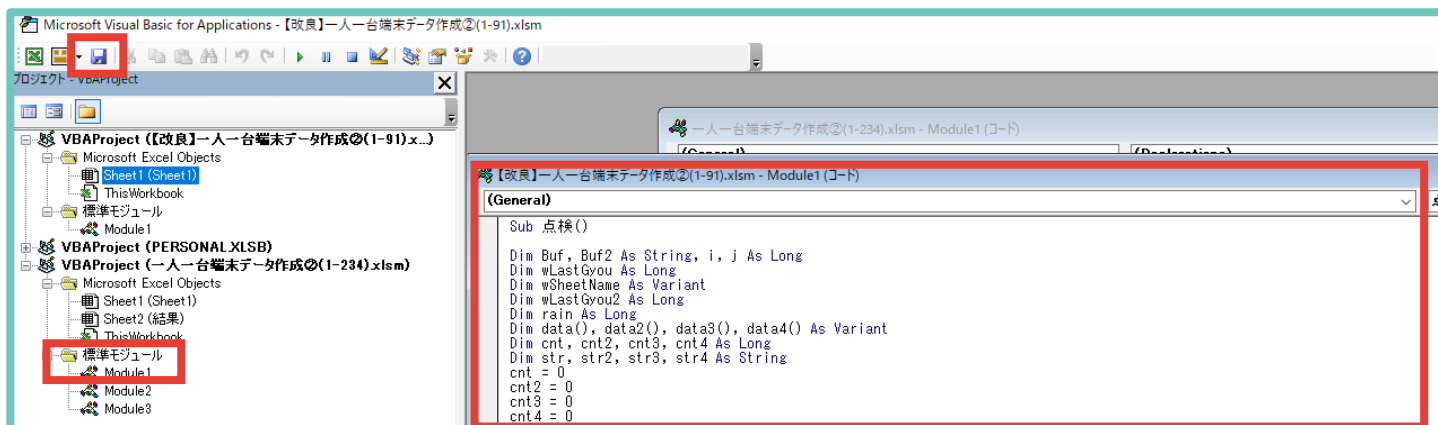 Microsoft Visual Basic for Applications - 【改良】一人一台端末データ作成②(1-91).xlsm
プロジェクト - VBAProject
VBAProject (【改良】一人一台端末データ作成②(1-91).x...)
Microsoft Excel Objects
Sheet1 (Sheet1)
ThisWorkbook
標準モジュール
Module1
VBAProject (PERSONAL.XLSB)
VBAProject (一人一台端末データ作成②(1-234).xlsm)
Microsoft Excel Objects
Sheet1 (Sheet1)
Sheet2 (結果)
ThisWorkbook
標準モジュール
Module1
Module2
Module3
一人一台端末データ作成②(1-234).xlsm - Module1 (コード)
(General) (Declarations)
【改良】一人一台端末データ作成②(1-91).xlsm - Module1 (コード)
(General) 点
Sub 点検()
Dim Buf, Buf2 As String, i, j As Long
Dim wLastGyou As Long
Dim wSheetName As Variant
Dim wLastGyou2 As Long
Dim rain As Long
Dim data(), data2(), data3(), data4() As Variant
Dim cnt, cnt2, cnt3, cnt4 As Long
Dim str, str2, str3, str4 As String
cnt = 0
cnt2 = 0
cnt3 = 0
cnt4 = 0